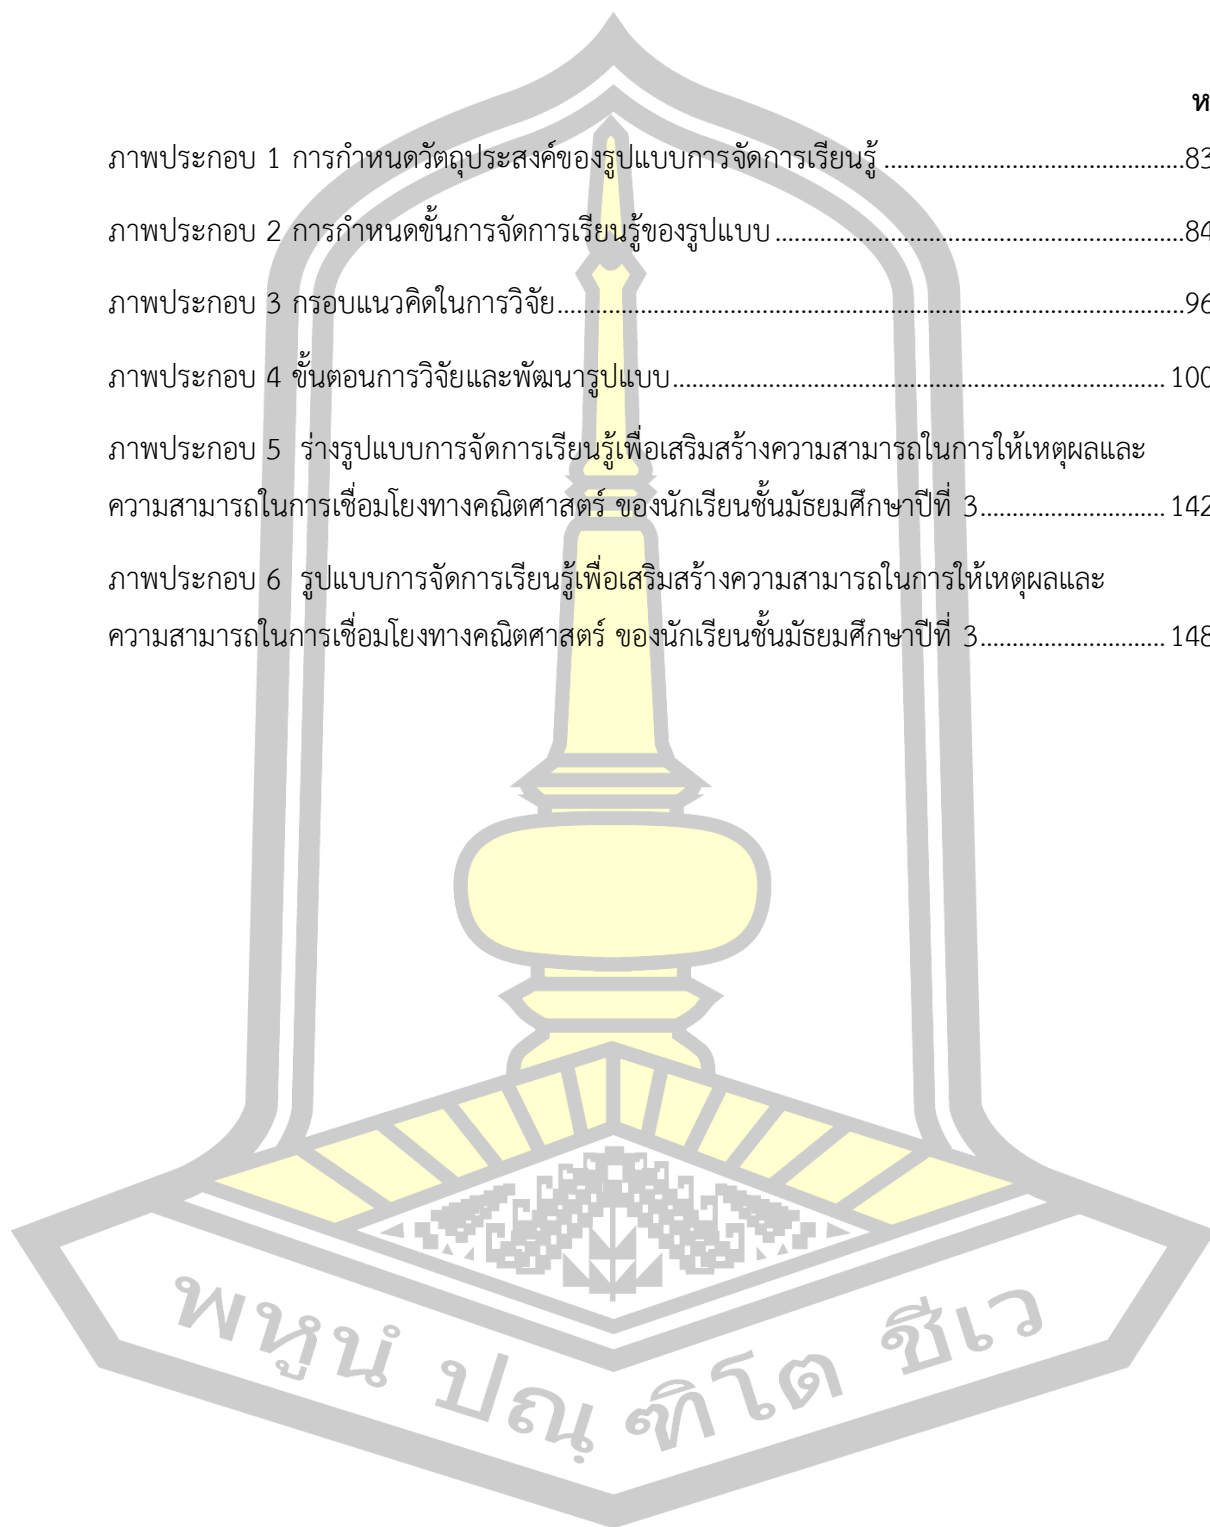 ห
ภาพประกอบ 1 การกำหนดวัตถุประสงค์ของรูปแบบการจัดการเรียนรู้ ..........................................83
ภาพประกอบ 2 การกำหนดขั้นการจัดการเรียนรู้ของรูปแบบ ..........................................................84
ภาพประกอบ 3 กรอบแนวคิดในการวิจัย.........................................................................................96
ภาพประกอบ 4 ขั้นตอนการวิจัยและพัฒนารูปแบบ...................................................................... 100
ภาพประกอบ 5 ร่างรูปแบบการจัดการเรียนรู้เพื่อเสริมสร้างความสามารถในการให้เหตุผลและ
ความสามารถในการเชื่อมโยงทางคณิตศาสตร์ ของนักเรียนชั้นมัธยมศึกษาปีที่ 3.......................... 142
ภาพประกอบ 6 รูปแบบการจัดการเรียนรู้เพื่อเสริมสร้างความสามารถในการให้เหตุผลและ
ความสามารถในการเชื่อมโยงทางคณิตศาสตร์ ของนักเรียนชั้นมัธยมศึกษาปีที่ 3.......................... 148
พหูนํ ปณฺฑิโต ชีเว